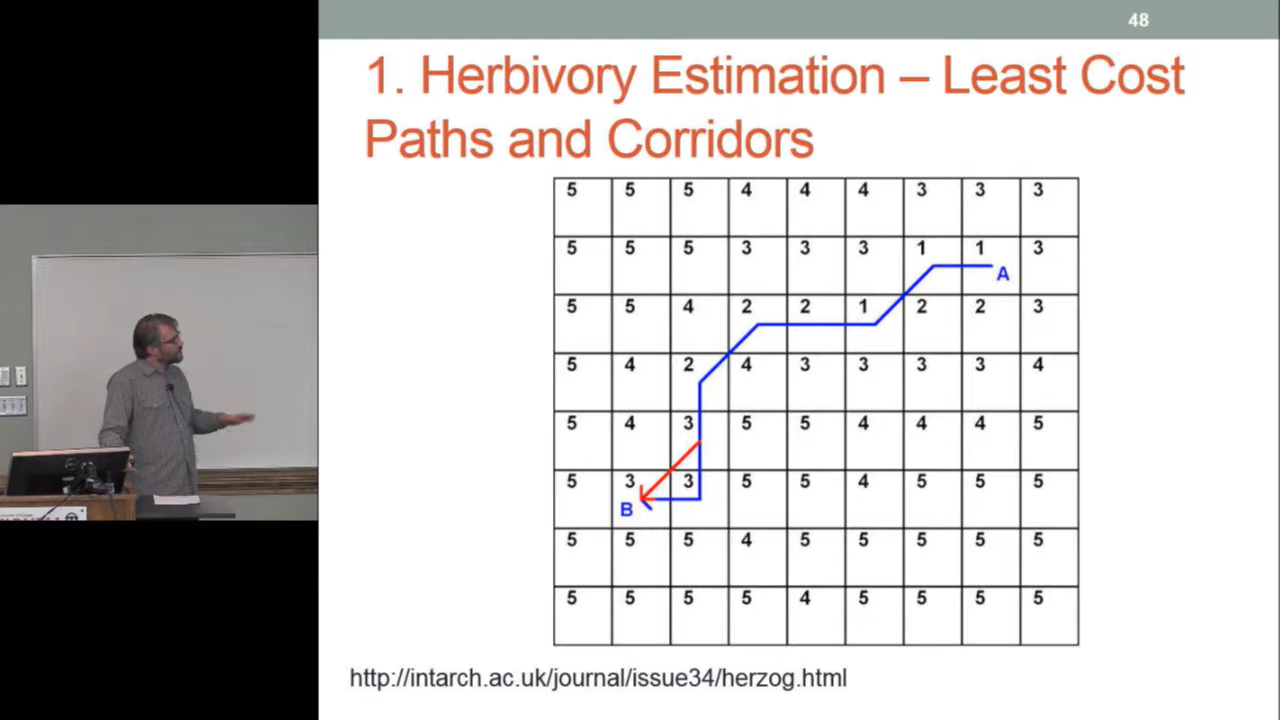 48
1. Herbivory Estimation – Least Cost
Paths and Corridors
5 5 5 4 4 4 3 3 3
5 5 5 3 3 3 1 1 3
A
5 5 4 2 2 1 2 2 3
5 4 2 4 3 3 3 3 4
5 4 3 5 5 4 4 4 5
5 3 3 5 5 4 5 5 5
B
5 5 5 4 5 5 5 5 5
5 5 5 5 4 5 5 5 5
http://intarch.ac.uk/journal/issue34/herzog.html